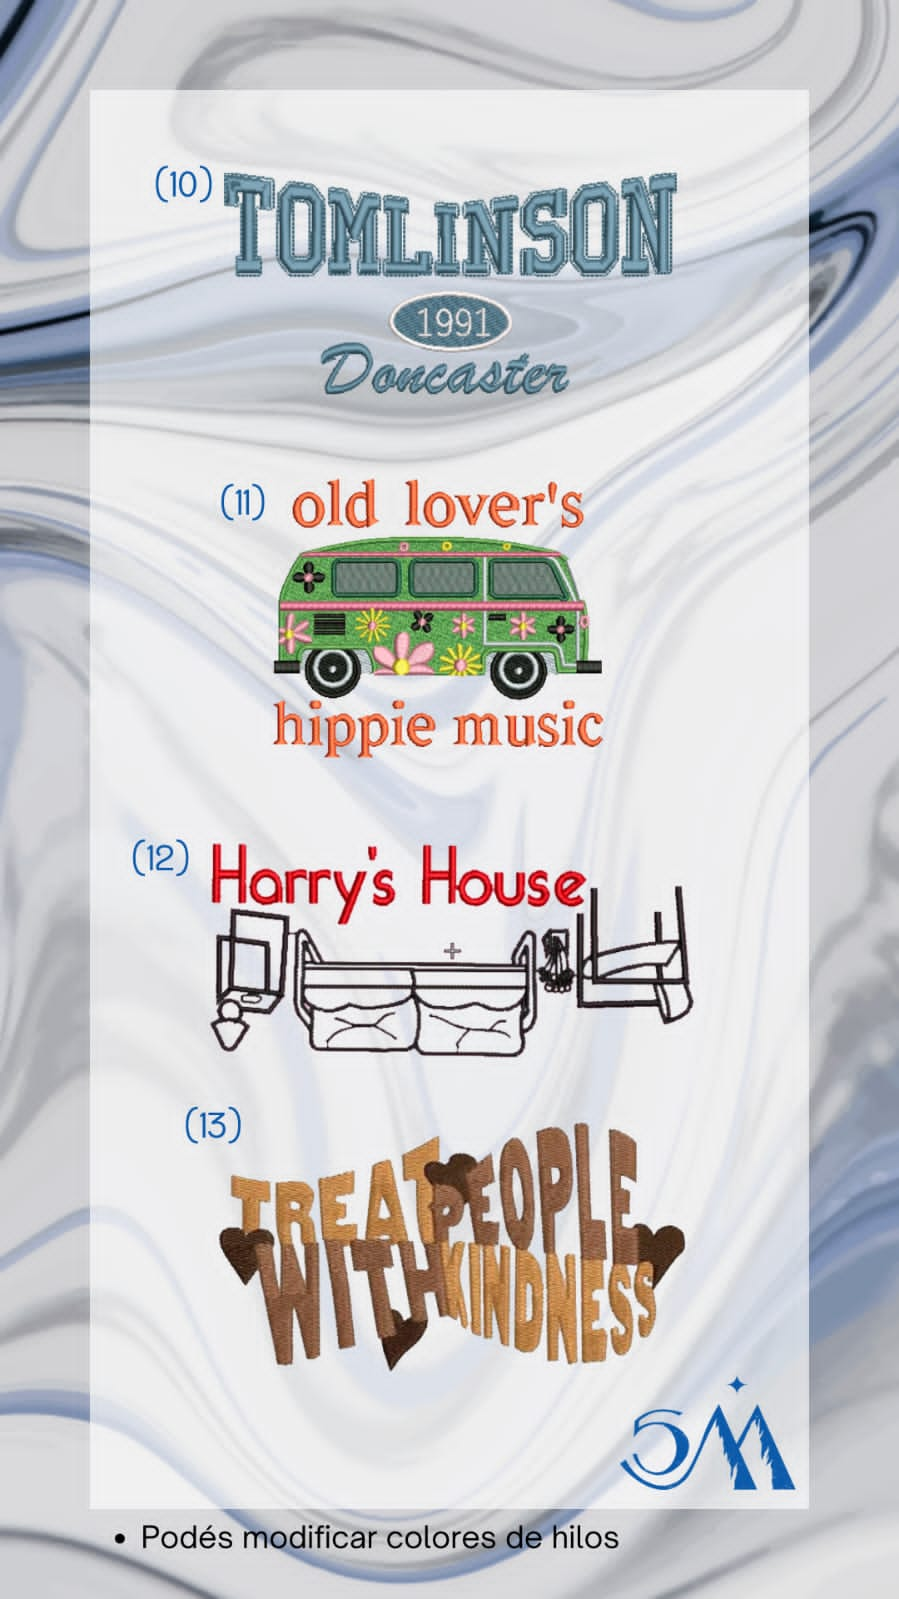 (10) TOMLINSON
1991
Doncaster
(11) old lover's
hippie music
(12) Harry's House
(13)
TREAT PEOPLE
WITH KINDNESS
5M
• Podés modificar colores de hilos